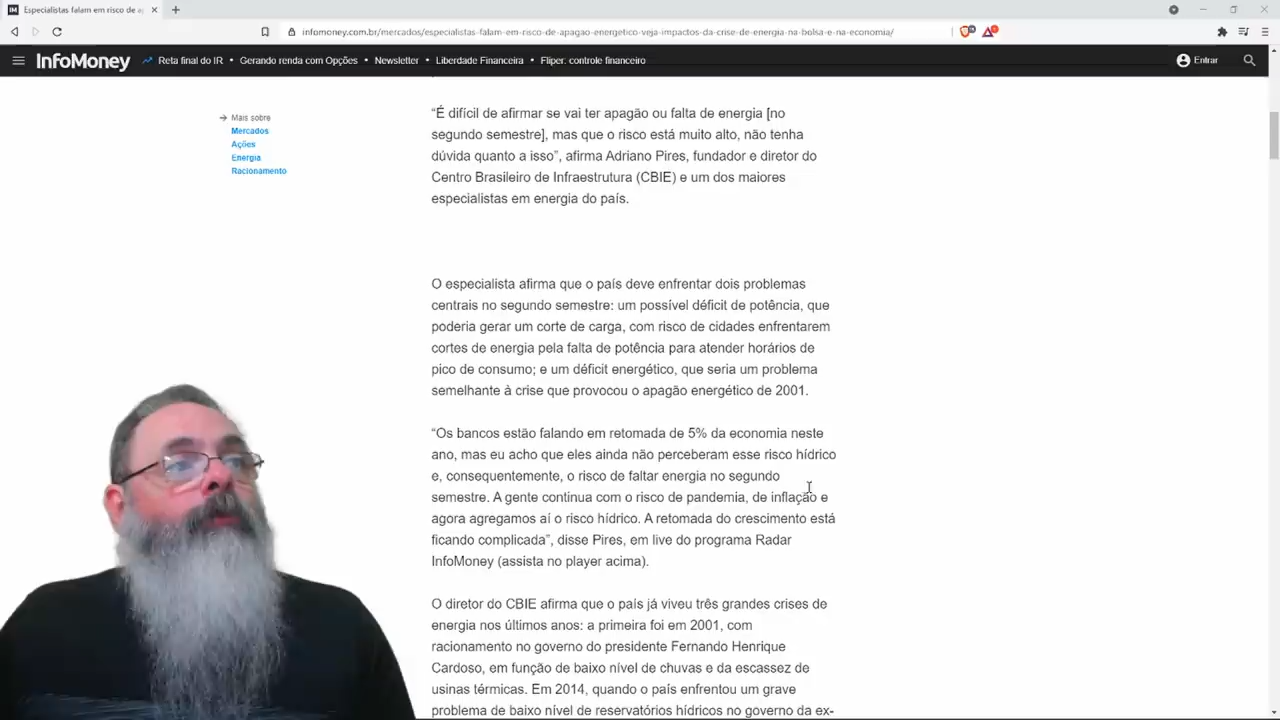 Especialistas falam em risco de a
infomoney.com.br/mercados/especialistas-falam-em-risco-de-apagao-energetico-veja-impactos-da-crise-de-energia-na-bolsa-e-na-economia/
InfoMoney
Reta final do IR • Gerando renda com Opções • Newsletter • Liberdade Financeira • Fliper: controle financeiro
Entrar
Mais sobre
Mercados
Ações
Energia
Racionamento
“É difícil de afirmar se vai ter apagão ou falta de energia [no
segundo semestre], mas que o risco está muito alto, não tenha
dúvida quanto a isso”, afirma Adriano Pires, fundador e diretor do
Centro Brasileiro de Infraestrutura (CBIE) e um dos maiores
especialistas em energia do país.
O especialista afirma que o país deve enfrentar dois problemas
centrais no segundo semestre: um possível déficit de potência, que
poderia gerar um corte de carga, com risco de cidades enfrentarem
cortes de energia pela falta de potência para atender horários de
pico de consumo; e um déficit energético, que seria um problema
semelhante à crise que provocou o apagão energético de 2001.
“Os bancos estão falando em retomada de 5% da economia neste
ano, mas eu acho que eles ainda não perceberam esse risco hídrico
e, consequentemente, o risco de faltar energia no segundo
semestre. A gente continua com o risco de pandemia, de inflação e
agora agregamos aí o risco hídrico. A retomada do crescimento está
ficando complicada”, disse Pires, em live do programa Radar
InfoMoney (assista no player acima).
O diretor do CBIE afirma que o país já viveu três grandes crises de
energia nos últimos anos: a primeira foi em 2001, com
racionamento no governo do presidente Fernando Henrique
Cardoso, em função de baixo nível de chuvas e da escassez de
usinas térmicas. Em 2014, quando o país enfrentou um grave
problema de baixo nível de reservatórios hídricos no governo da ex-